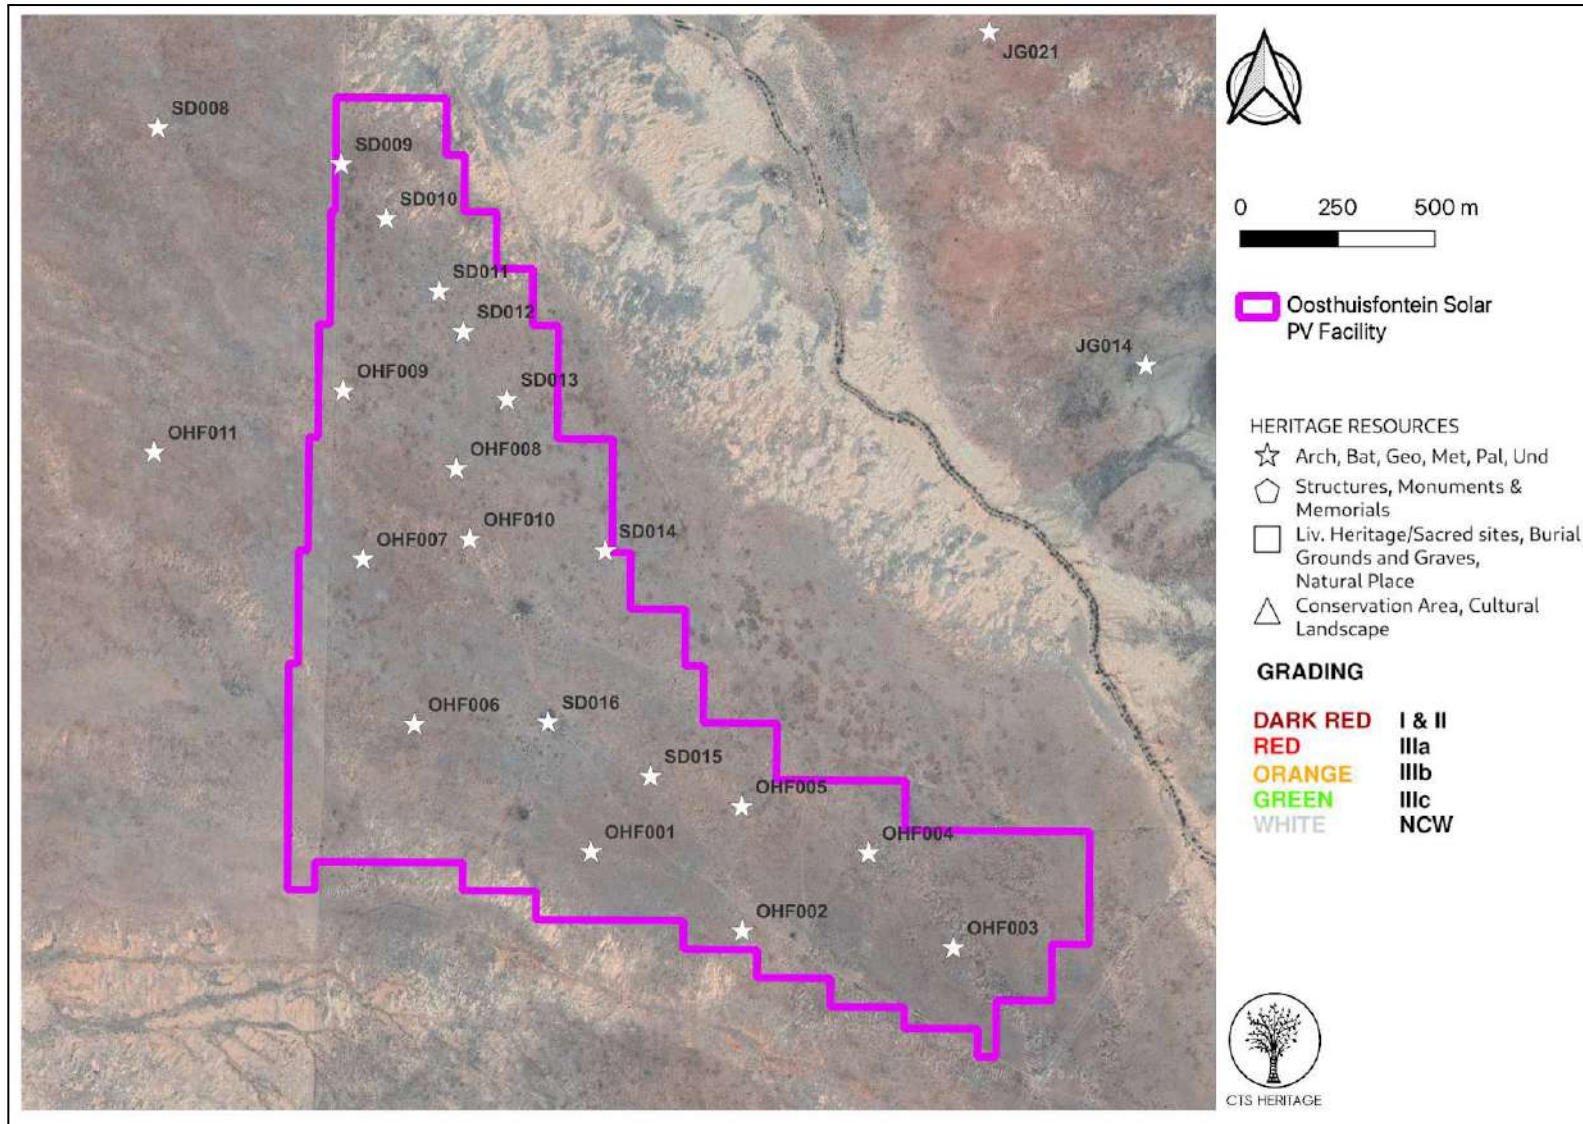 JG021
SD008
SD009
SD010
SD011
SD012
JG014
OHF009
SD013
OHF011
OHF008
OHF010
SD014
OHF007
OHF006
SD016
SD015
OHF005
OHF001
OHF004
OHF002
OHF003
0 250 500 m
Oosthuisfontein Solar
PV Facility
HERITAGE RESOURCES
Arch, Bat, Geo, Met, Pal, Und
Structures, Monuments &
Memorials
Liv. Heritage/Sacred sites, Burial
Grounds and Graves,
Natural Place
Conservation Area, Cultural
Landscape
GRADING
DARK RED I & II
RED IIIa
ORANGE IIIb
GREEN IIIc
WHITE NCW
CTS HERITAGE